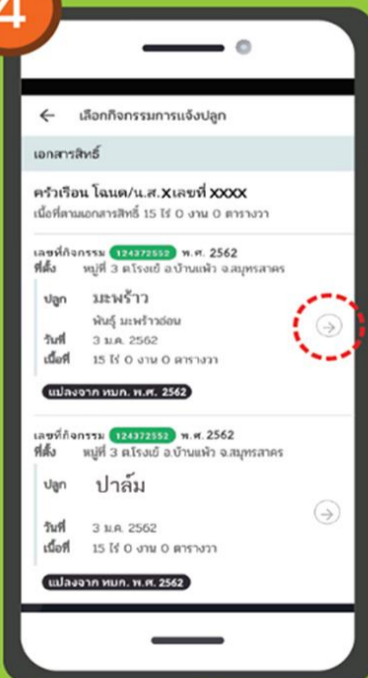 4
เลือกกิจกรรมการแจ้งปลูก
เอกสารสิทธิ์
ครัวเรือน โฉนด/น.ส.Xเลขที่ XXXX
เนื้อที่ตามเอกสารสิทธิ์ 15 ไร่ 0 งาน 0 ตารางวา
เลขที่กิจกรรม 124372552 พ.ศ. 2562
ที่ตั้ง หมู่ที่ 3 ต.โรงเข้ อ.บ้านแพ้ว จ.สมุทรสาคร
ปลูก มะพร้าว
พันธุ์ มะพร้าวอ่อน
วันที่ 3 ม.ค. 2562
เนื้อที่ 15 ไร่ 0 งาน 0 ตารางวา
แปลงจาก ทบก. พ.ศ. 2562
เลขที่กิจกรรม 124372552 พ.ศ. 2562
ที่ตั้ง หมู่ที่ 3 ต.โรงเข้ อ.บ้านแพ้ว จ.สมุทรสาคร
ปลูก ปาล์ม
วันที่ 3 ม.ค. 2562
เนื้อที่ 15 ไร่ 0 งาน 0 ตารางวา
แปลงจาก ทบก. พ.ศ. 2562